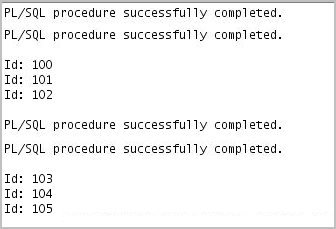 PL/SQL procedure successfully completed.
PL/SQL procedure successfully completed.
Id: 100
Id: 101
Id: 102
PL/SQL procedure successfully completed.
PL/SQL procedure successfully completed.
Id: 103
Id: 104
Id: 105